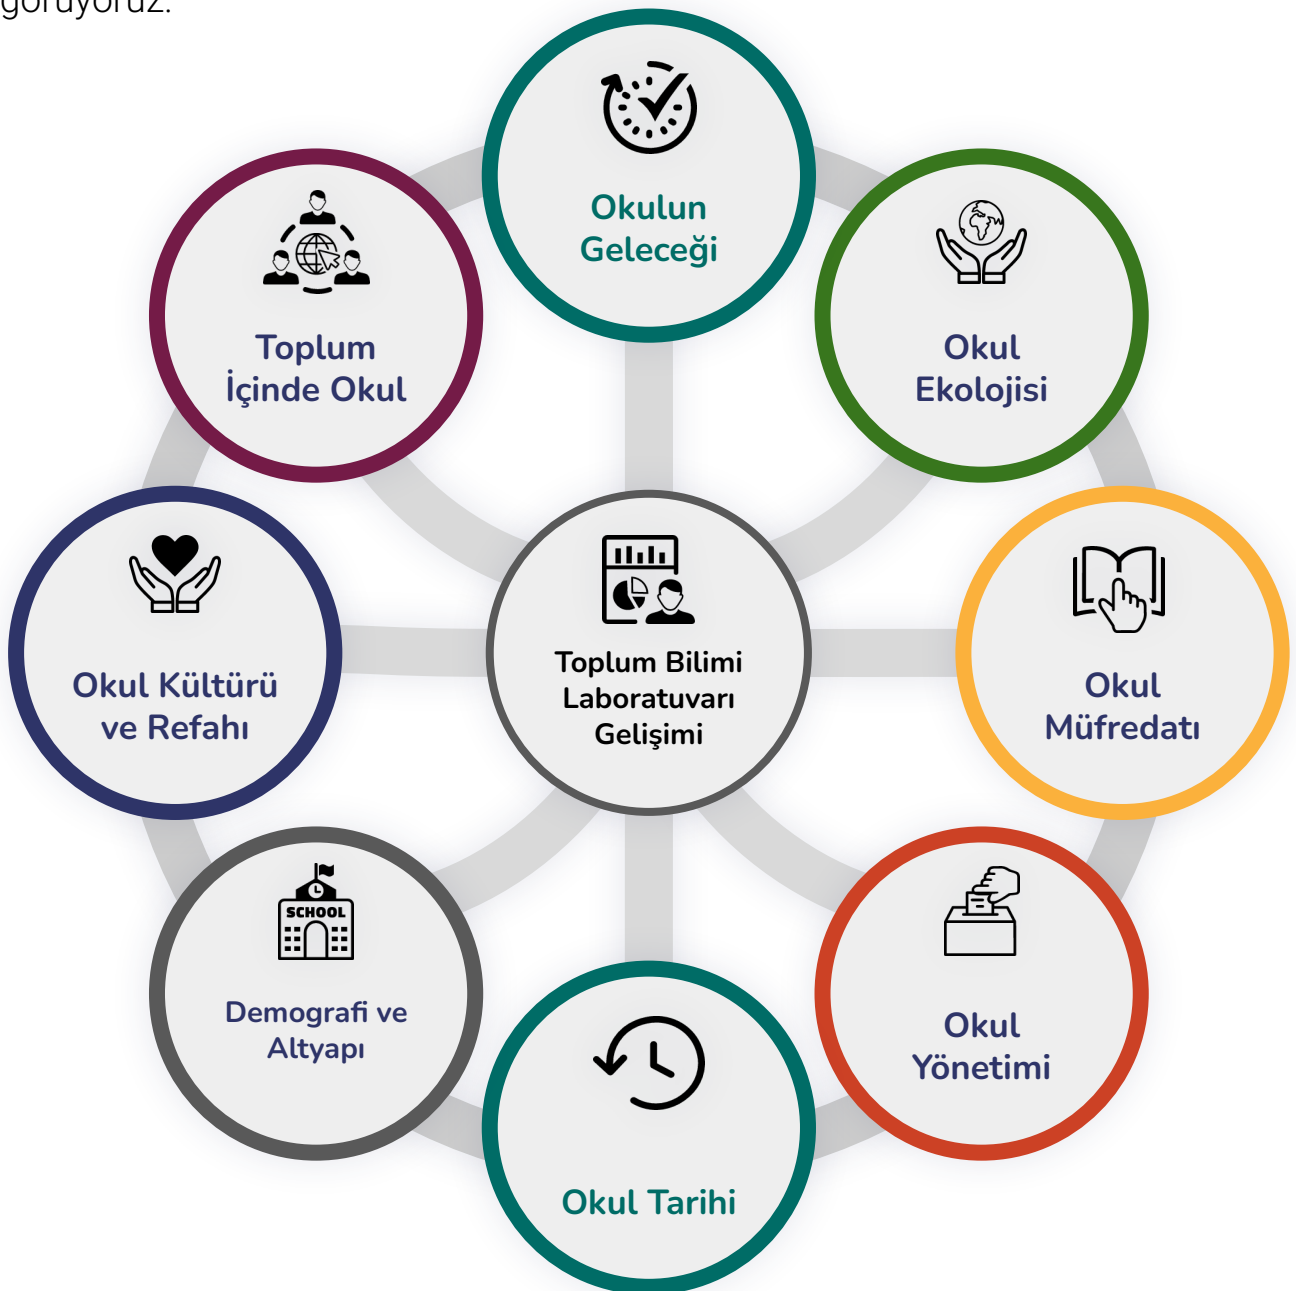 görüyoruz.
Okulun
Geleceği
Toplum
İçinde Okul
Okul
Ekolojisi
Okul Kültürü
ve Refahı
Toplum Bilimi
Laboratuvarı
Gelişimi
Okul
Müfredatı
SCHOOL
Demografi ve
Altyapı
Okul
Yönetimi
Okul Tarihi